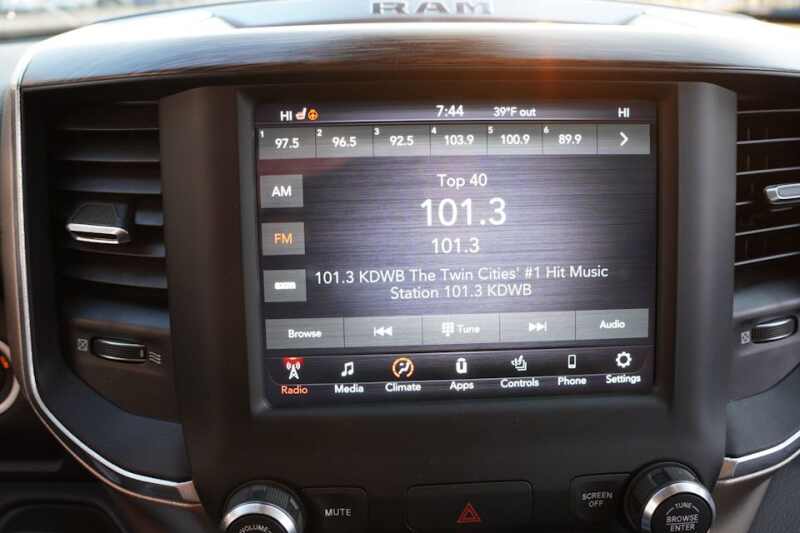 RAM
HI 7:44 39°F out HI
1 97.5 2 96.5 3 92.5 4 103.9 5 100.9 6 89.9
AM
Top 40
101.3
FM
101.3
101.3 KDWB The Twin Cities' #1 Hit Music
Station 101.3 KDWB
Browse Tune Audio
Radio Media Climate Apps Controls Phone Settings
VOLUME
MUTE
SCREEN
OFF
TUNE
BROWSE
ENTER